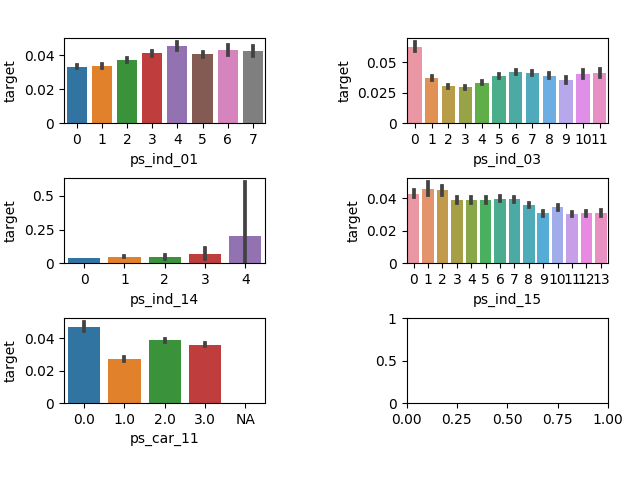 target
0.04
0.02
0
0 1 2 3 4 5 6 7
ps_ind_01
target
0.05
0.025
0
0 1 2 3 4 5 6 7 8 9 10 11
ps_ind_03
target
0.5
0.25
0
0 1 2 3 4
ps_ind_14
target
0.04
0.02
0
0 1 2 3 4 5 6 7 8 9 10 11 12 13
ps_ind_15
target
0.04
0.02
0
0.0 1.0 2.0 3.0 NA
ps_car_11
1
0.5
0
0.00 0.25 0.50 0.75 1.00